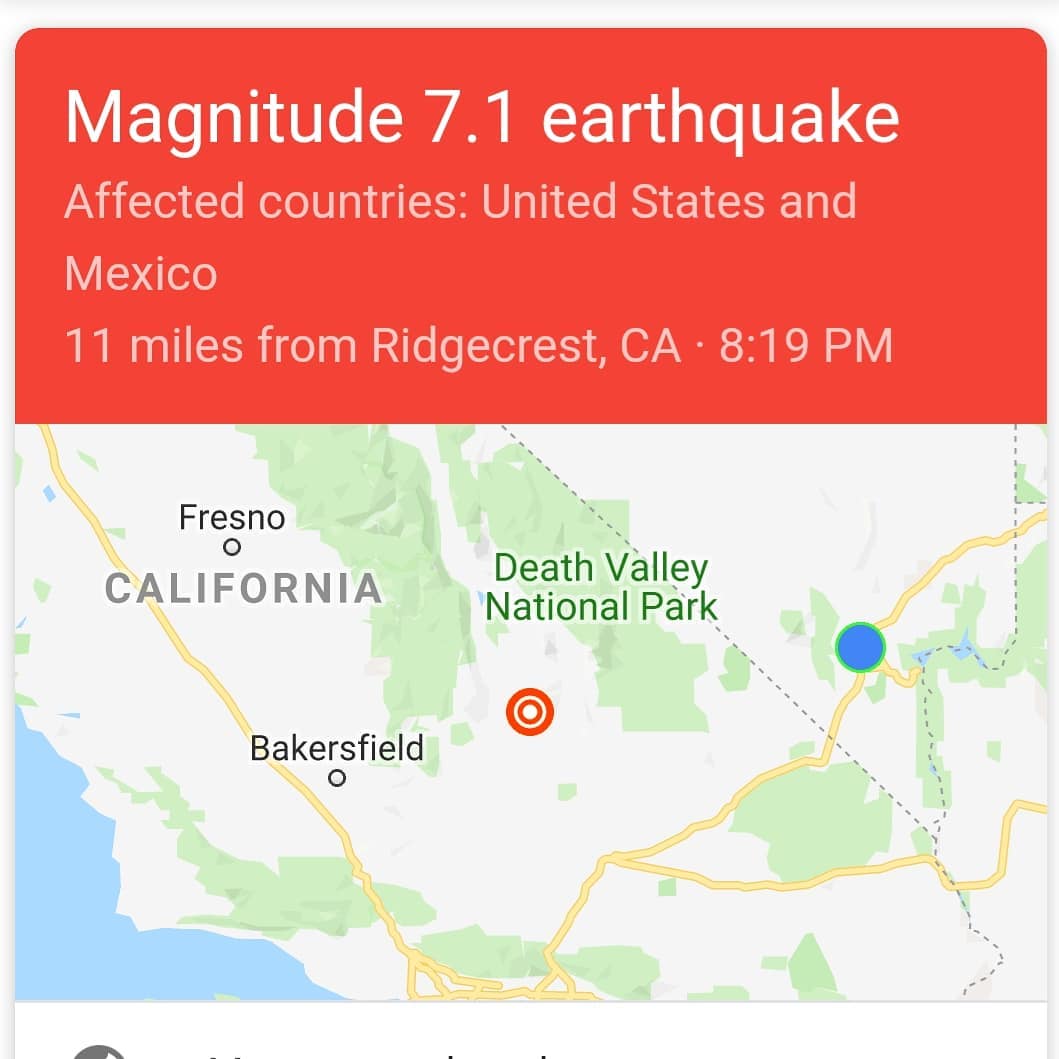 Magnitude 7.1 earthquake
Affected countries: United States and
Mexico
11 miles from Ridgecrest, CA · 8:19 PM
Fresno
CALIFORNIA
Death Valley
National Park
Bakersfield